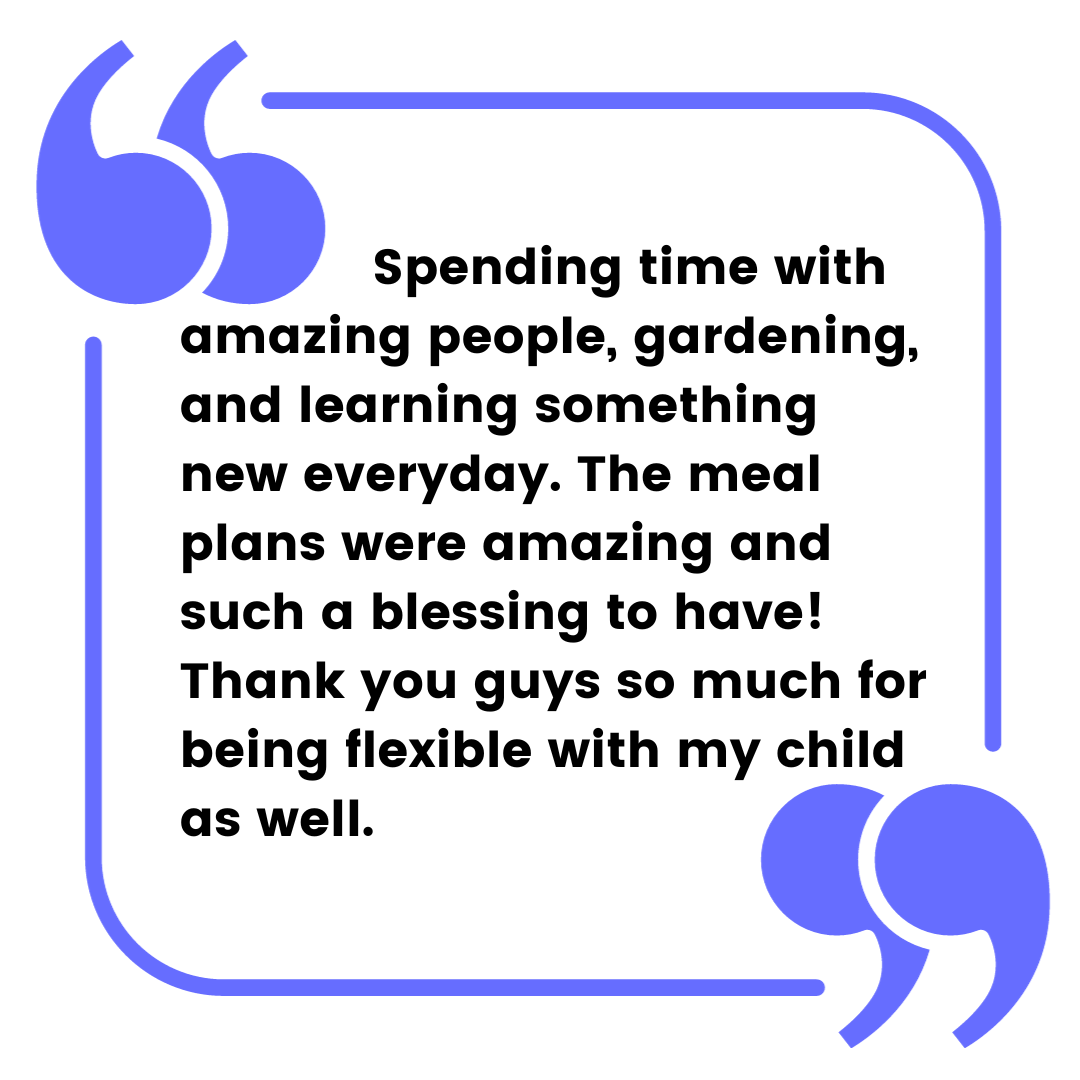 Spending time with
amazing people, gardening,
and learning something
new everyday. The meal
plans were amazing and
such a blessing to have!
Thank you guys so much for
being flexible with my child
as well.